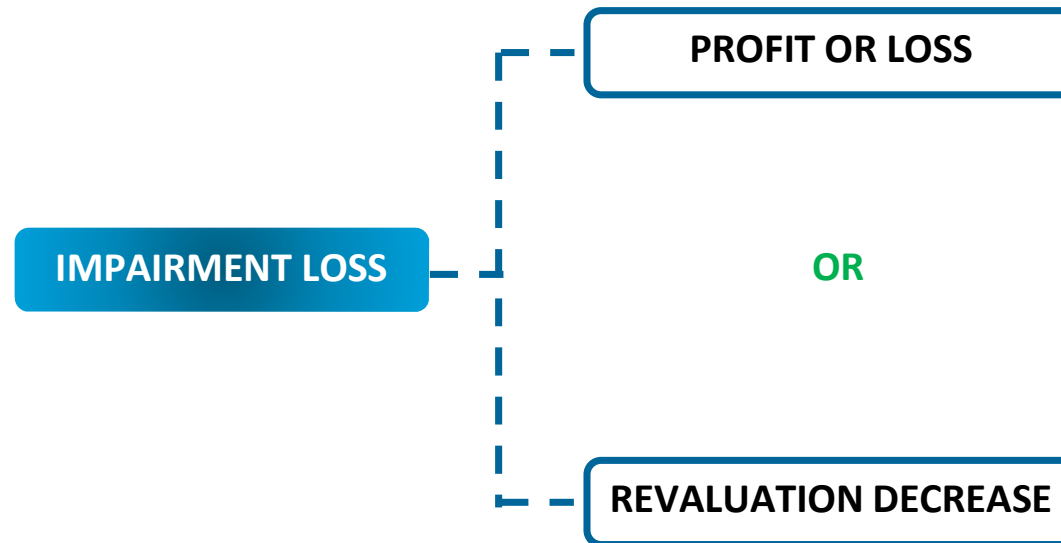 PROFIT OR LOSS
IMPAIRMENT LOSS
OR
REVALUATION DECREASE